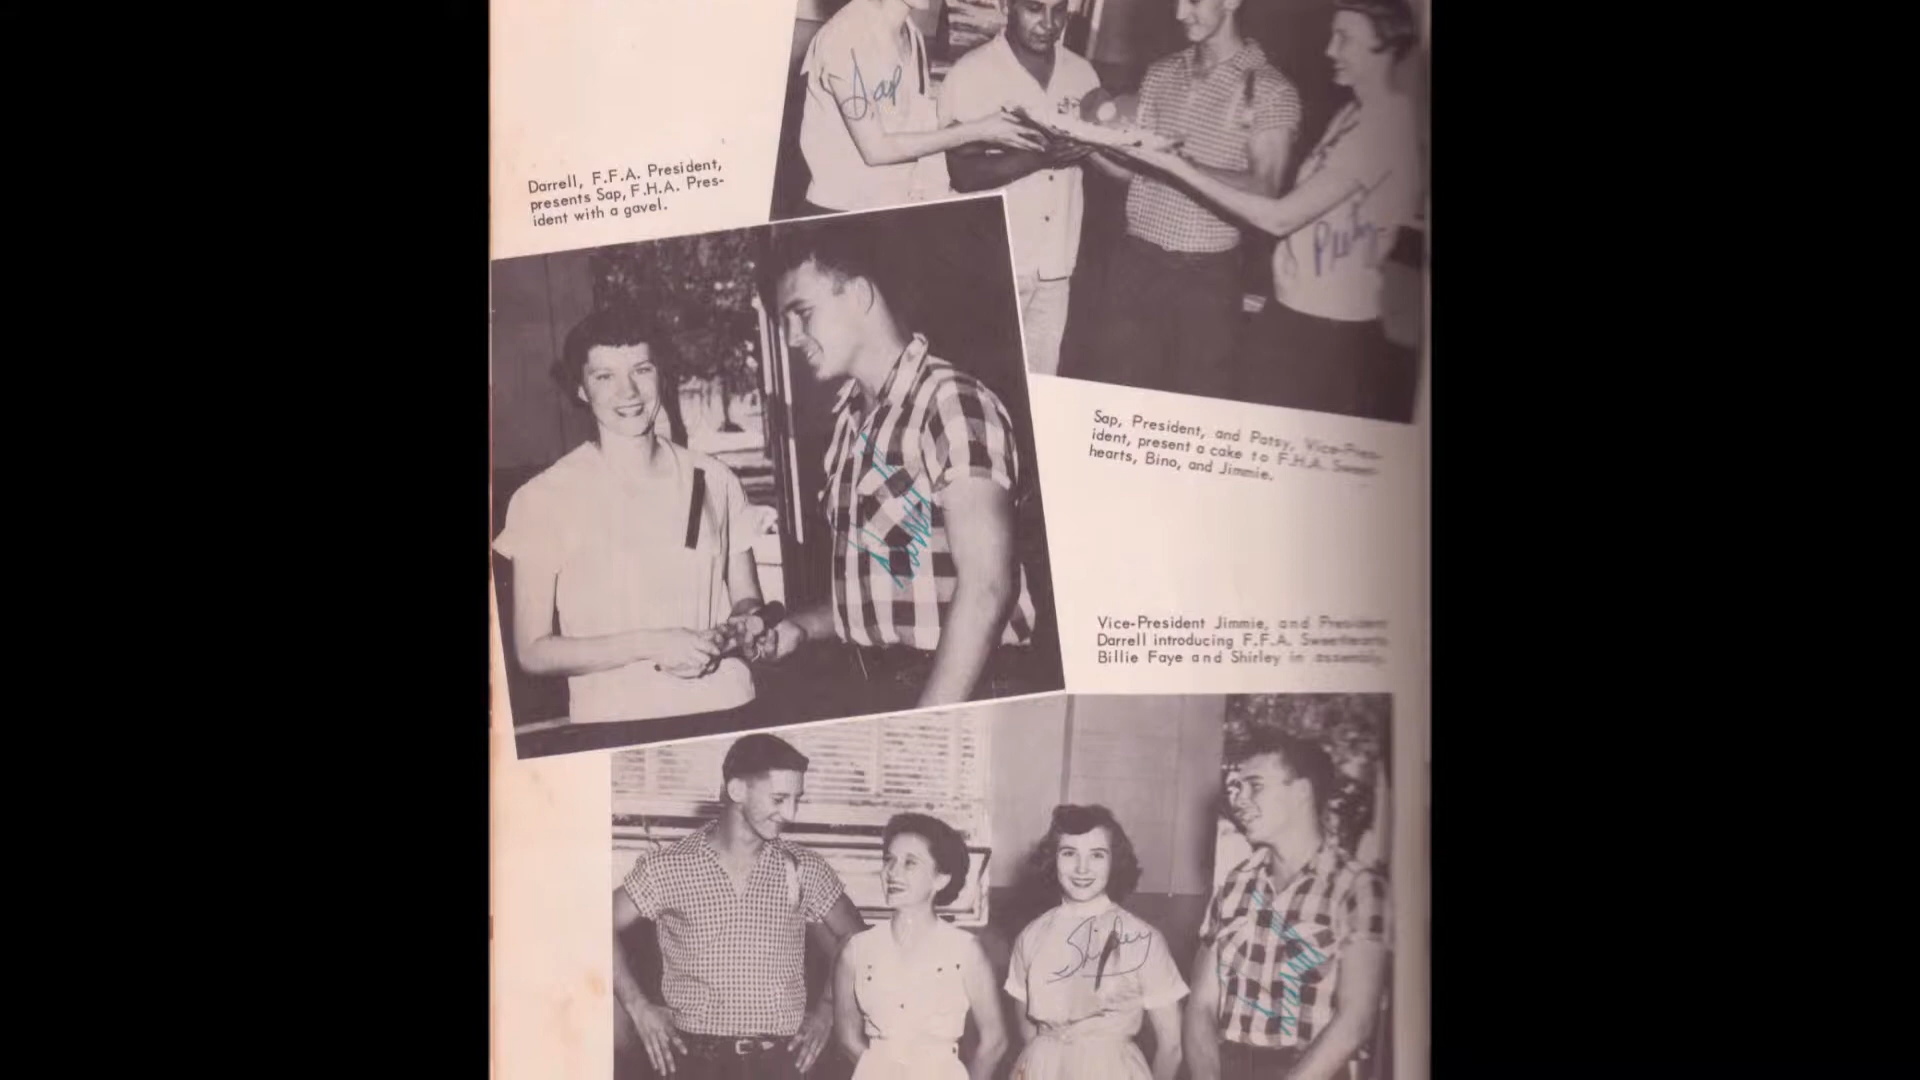 Sap
Patsy
Darrell, F.F.A. President,
presents Sap, F.H.A. Pres-
ident with a gavel.
Sap, President, and Patsy, Vice-Pres-
ident, present a cake to F.H.A. Sweet-
hearts, Bino, and Jimmie.
Vice-President Jimmie, and President
Darrell introducing F.F.A. Sweethearts
Billie Faye and Shirley in assembly.
Shirley